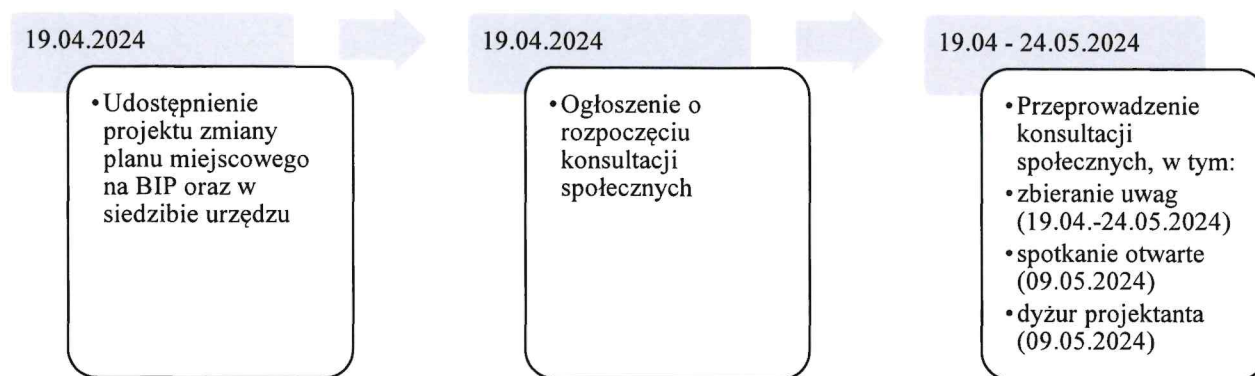 19.04.2024
• Udostępnienie
projektu zmiany
planu miejscowego
na BIP oraz w
siedzibie urzędzu
19.04.2024
• Ogłoszenie o
rozpoczęciu
konsultacji
społecznych
19.04 - 24.05.2024
• Przeprowadzenie
konsultacji
społecznych, w tym:
• zbieranie uwag
(19.04.-24.05.2024)
• spotkanie otwarte
(09.05.2024)
• dyżur projektanta
(09.05.2024)